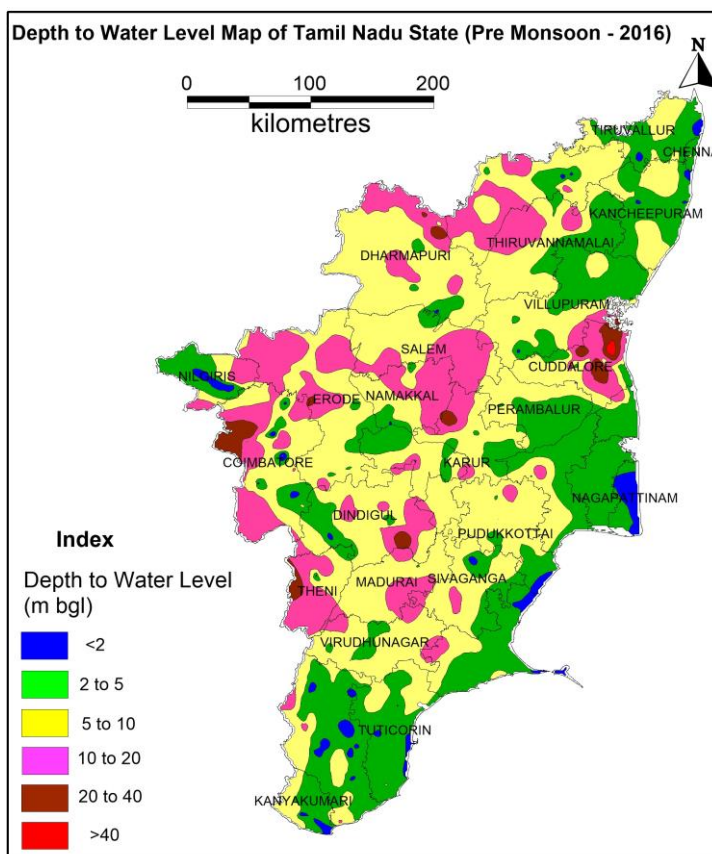 Depth to Water Level Map of Tamil Nadu State (Pre Monsoon - 2016)
N
0 100 200
kilometres
TIRUVALLUR
CHENNA
KANCHEEPURAM
THIRUVANNAMALAI
DHARMAPURI
VILLUPURAM
SALEM
CUDDALORE
NILGIRIS
ERODE
NAMAKKAL
PERAMBALUR
COIMBATORE
KARUR
NAGAPATTINAM
DINDIGUL
PUDUKKOTTAI
THENI
MADURAI
SIVAGANGA
VIRUDHUNAGAR
TUTICORIN
KANYAKUMARI
Index
Depth to Water Level
(m bgl)
<2
2 to 5
5 to 10
10 to 20
20 to 40
>40